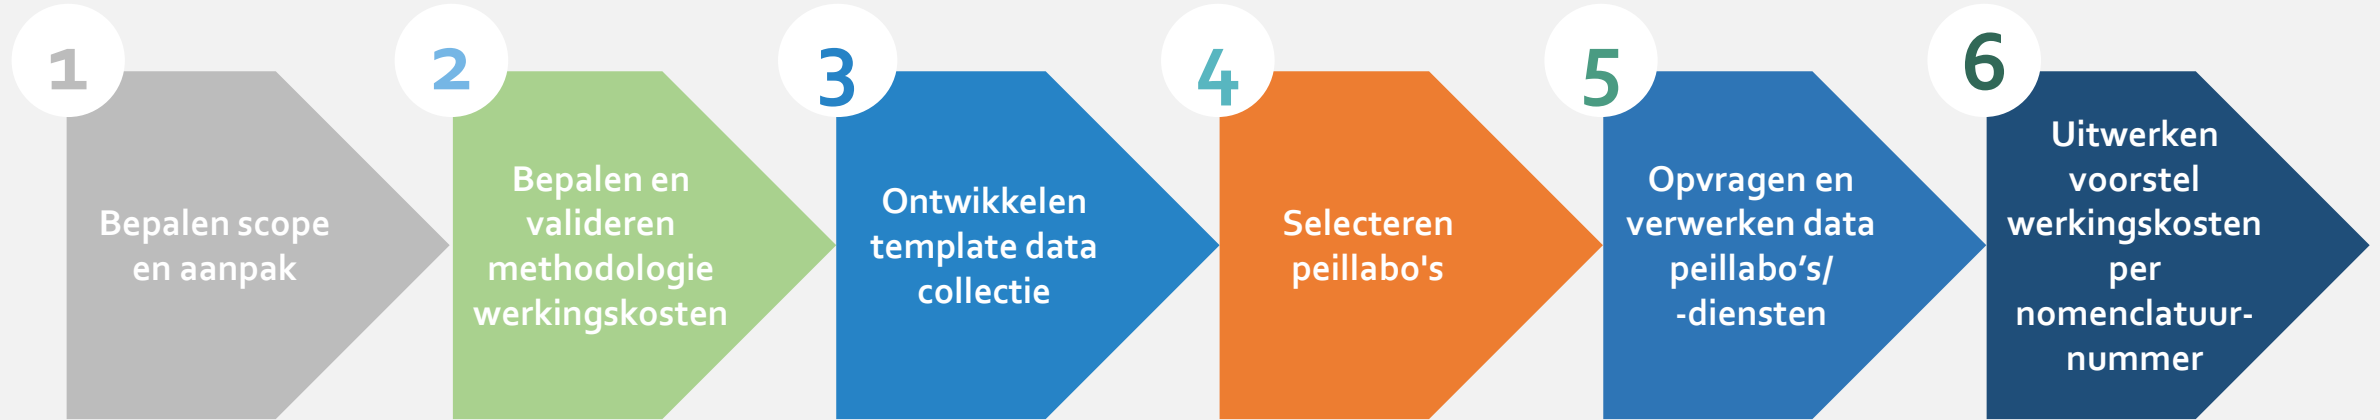 1
Bepalen scope
en aanpak
2
Bepalen en
valideren
methodologie
werkingskosten
3
Ontwikkelen
template data
collectie
4
Selecteren
peillabo's
5
Opvragen en
verwerken data
peillabo’s/
-diensten
6
Uitwerken
voorstel
werkingskosten
per
nomenclatuur-
nummer